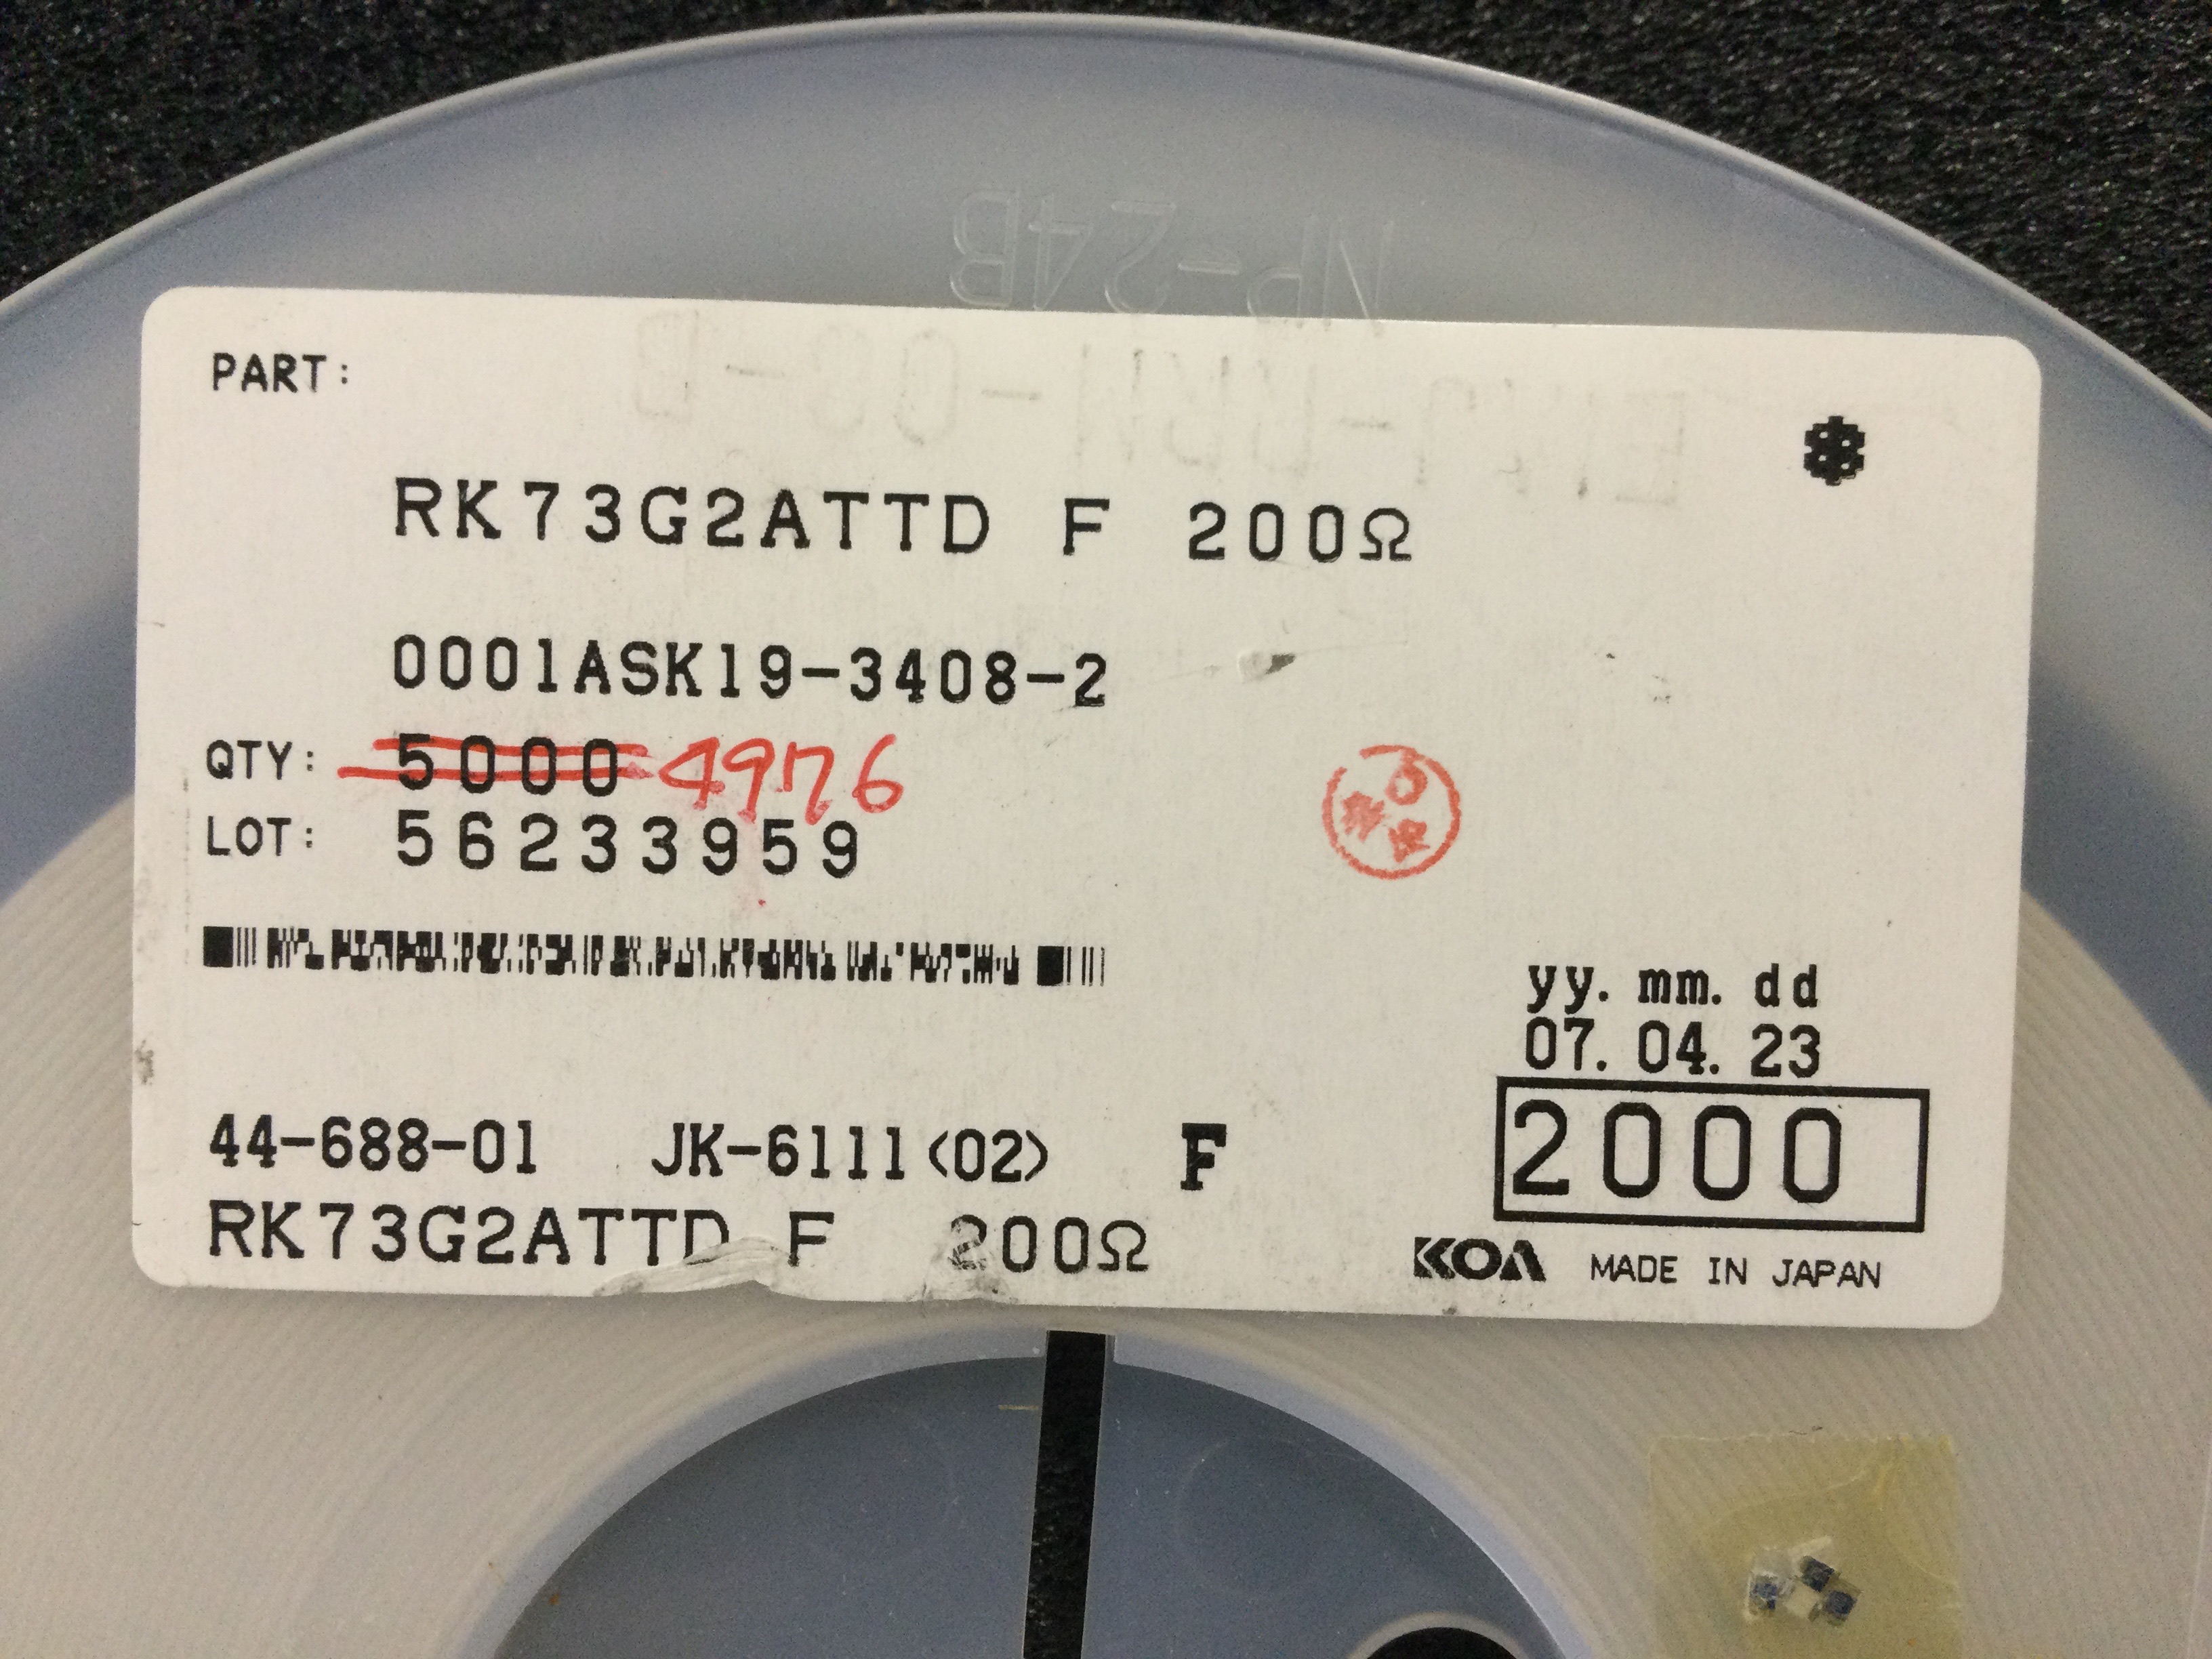 PART:
RK73G2ATTD F 200Ω
0001ASK19-3408-2
QTY: 5000 4976
LOT: 56233959
yy. mm. dd
07. 04. 23
2000
44-688-01 JK-6111(02) F
RK73G2ATTD F 200Ω
KOA MADE IN JAPAN